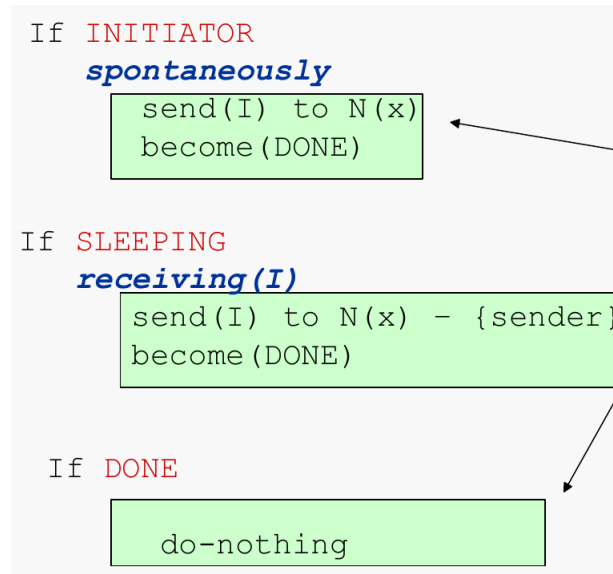 If INITIATOR
spontaneously
send(I) to N(x)
become(DONE)
If SLEEPING
receiving(I)
send(I) to N(x) – {sender}
become(DONE)
If DONE
do-nothing